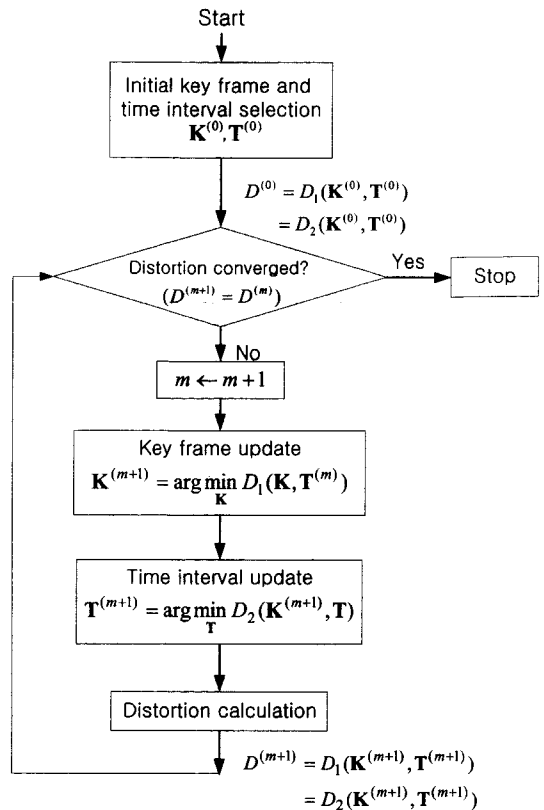 Start
Initial key frame and
time interval selection
K^(0), T^(0)
D^(0) = D₁(K^(0), T^(0))
= D₂(K^(0), T^(0))
Distortion converged?
(D^(m+1) = D^(m))
Yes
Stop
No
m ← m + 1
Key frame update
K^(m+1) = arg min_K D₁(K, T^(m))
Time interval update
T^(m+1) = arg min_T D₂(K^(m+1), T)
Distortion calculation
D^(m+1) = D₁(K^(m+1), T^(m+1))
= D₂(K^(m+1), T^(m+1))